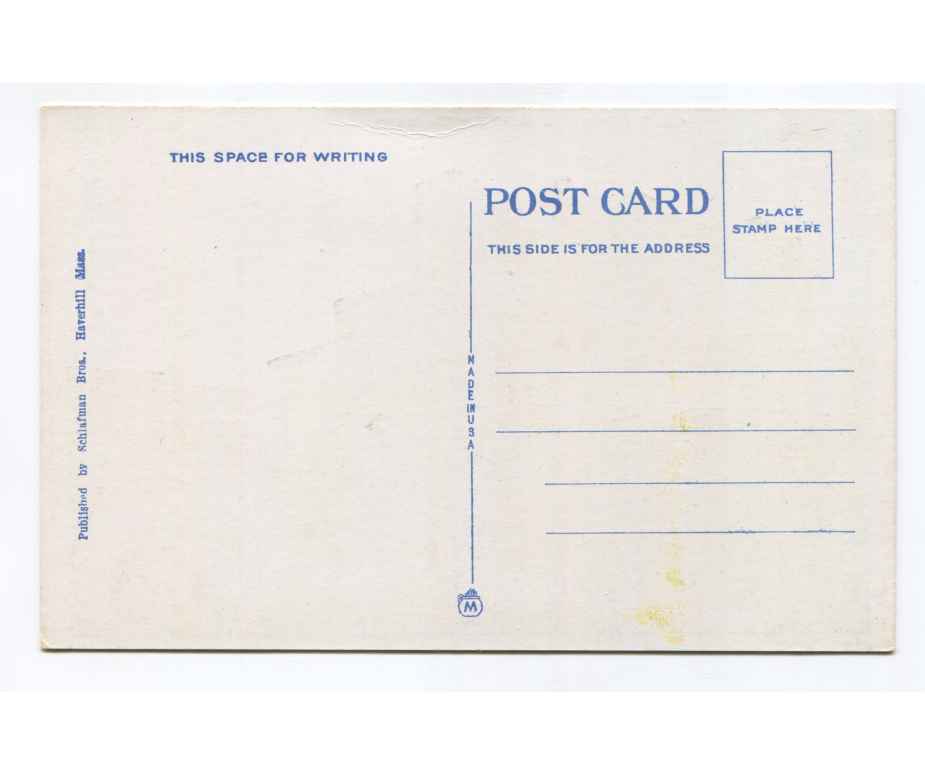 THIS SPACE FOR WRITING
POST CARD
THIS SIDE IS FOR THE ADDRESS
PLACE
STAMP HERE
Published by Schlafman Bros., Haverhill Mass.
MADE IN USA
M